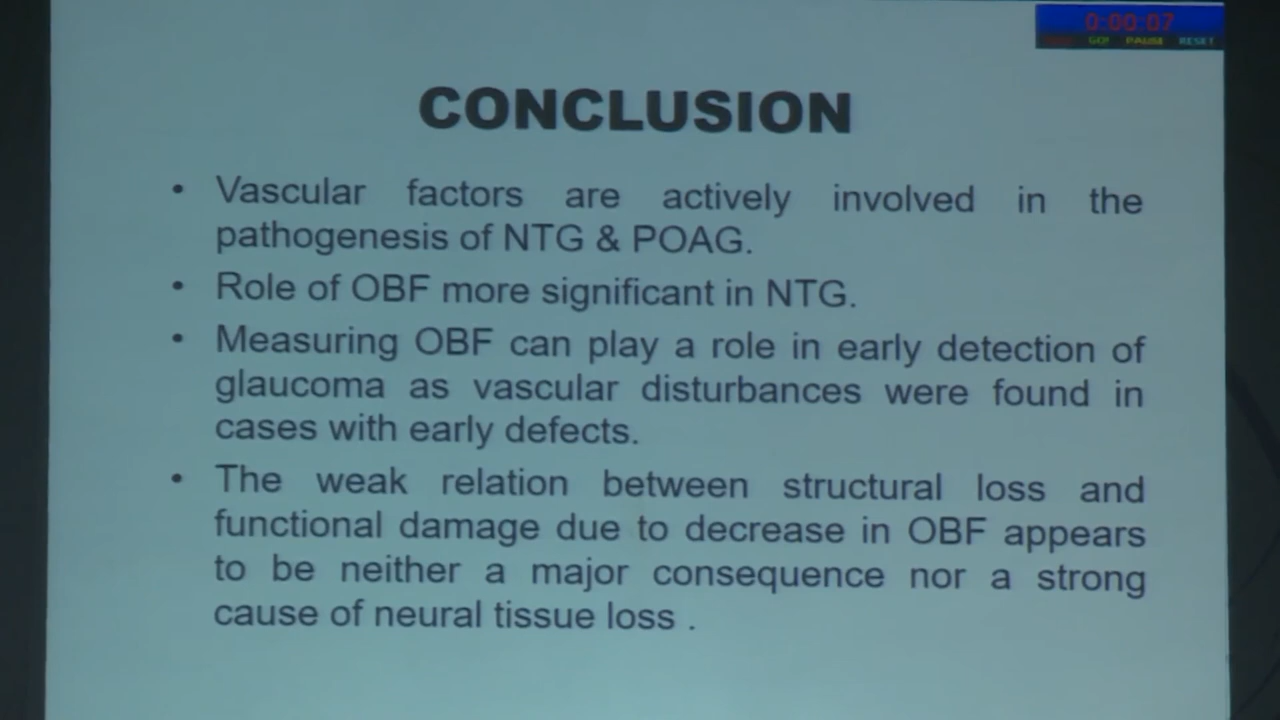 0:00:07
GO! PAUSE RESET
CONCLUSION
• Vascular factors are actively involved in the
pathogenesis of NTG & POAG.
• Role of OBF more significant in NTG.
• Measuring OBF can play a role in early detection of
glaucoma as vascular disturbances were found in
cases with early defects.
• The weak relation between structural loss and
functional damage due to decrease in OBF appears
to be neither a major consequence nor a strong
cause of neural tissue loss .